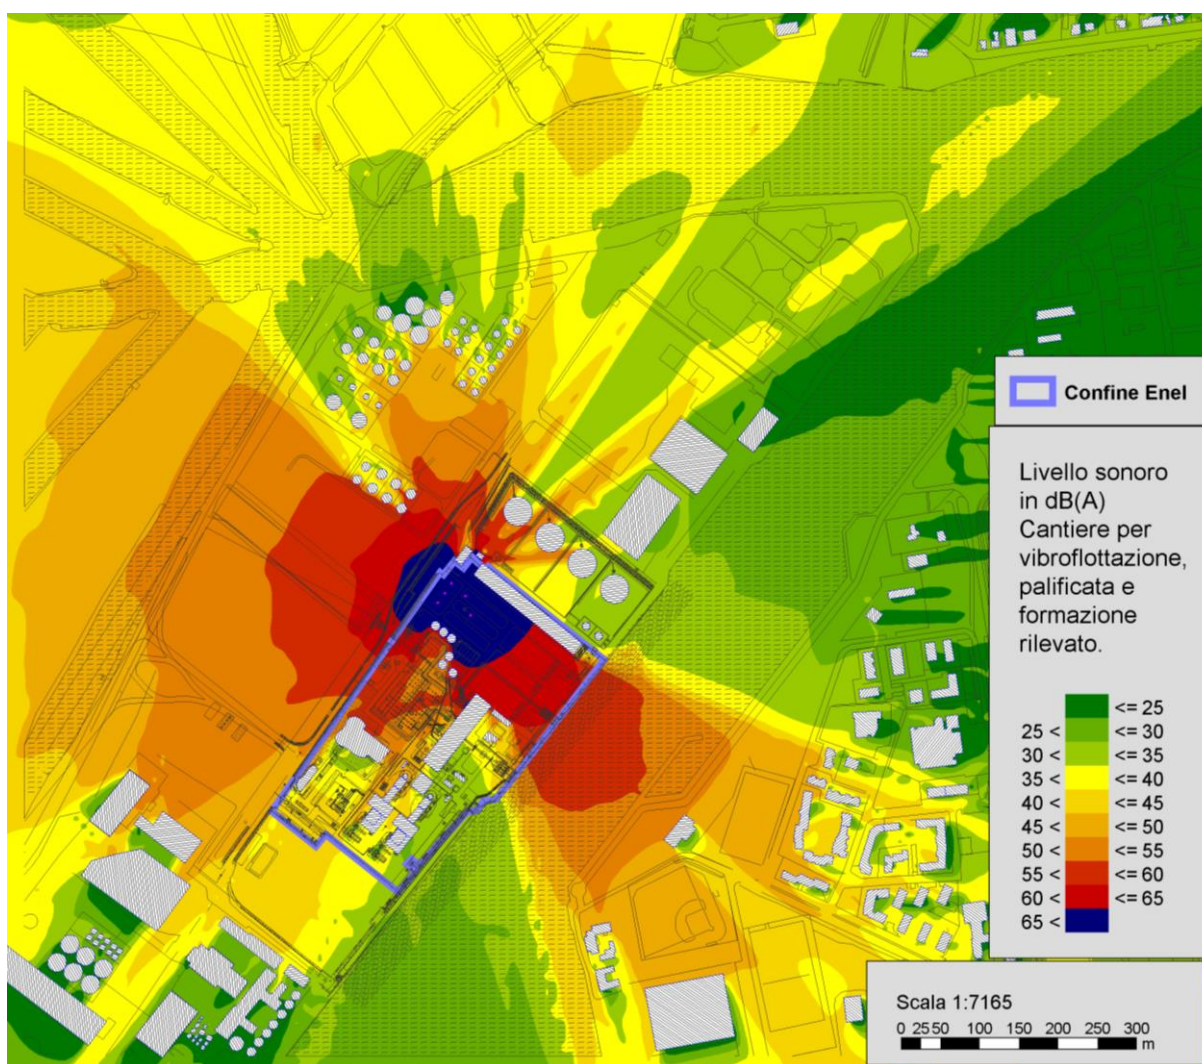 Confine Enel
Livello sonoro
in dB(A)
Cantiere per
vibroflottazione,
palificata e
formazione
rilevato.
<= 25
25 < <= 30
30 < <= 35
35 < <= 40
40 < <= 45
45 < <= 50
50 < <= 55
55 < <= 60
60 < <= 65
65 <
Scala 1:7165
0 25 50 100 150 200 250 300
m